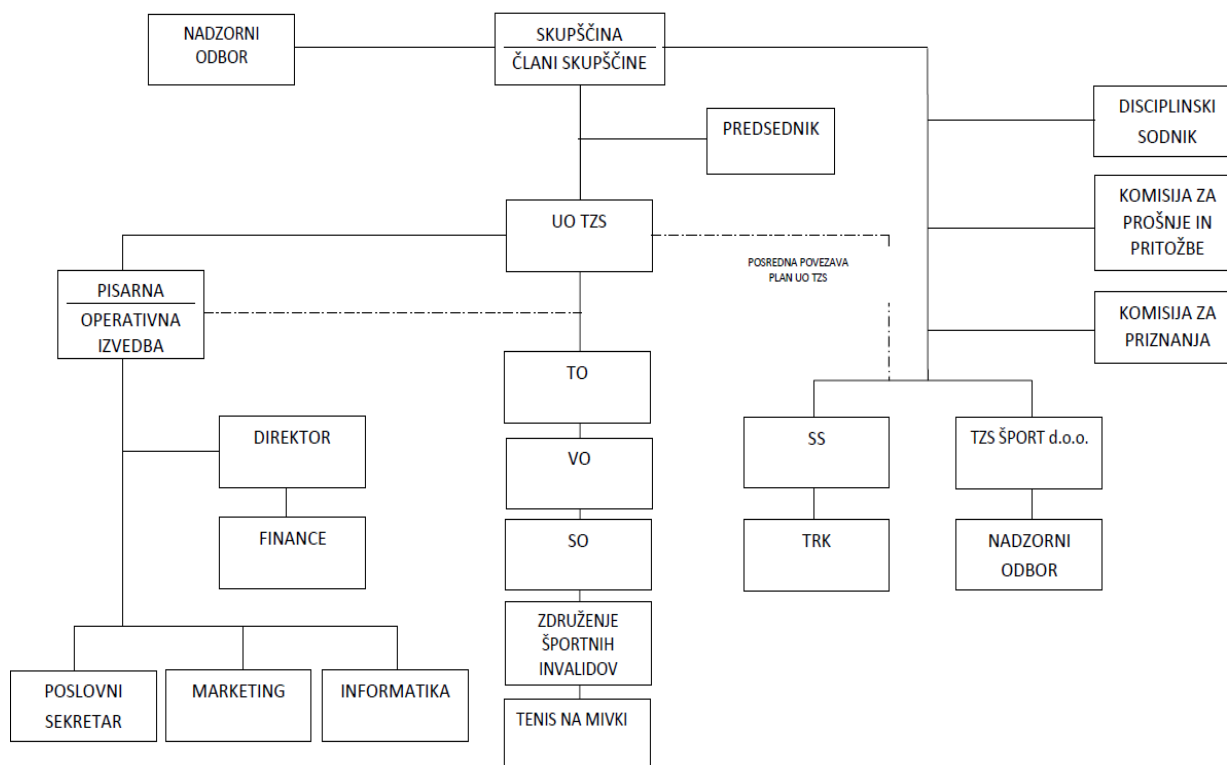 NADZORNI
ODBOR
SKUPŠČINA
ČLANI SKUPŠČINE
DISCIPLINSKI
SODNIK
PREDSEDNIK
KOMISIJA ZA
PROŠNJE IN
PRITOŽBE
UO TZS
POSREDNA POVEZAVA
PLAN UO TZS
PISARNA
OPERATIVNA
IZVEDBA
KOMISIJA ZA
PRIZNANJA
TO
DIREKTOR
VO
SS
TZS ŠPORT d.o.o.
FINANCE
SO
TRK
NADZORNI
ODBOR
ZDRUŽENJE
ŠPORTNIH
INVALIDOV
POSLOVNI
SEKRETAR
MARKETING
INFORMATIKA
TENIS NA MIVKI